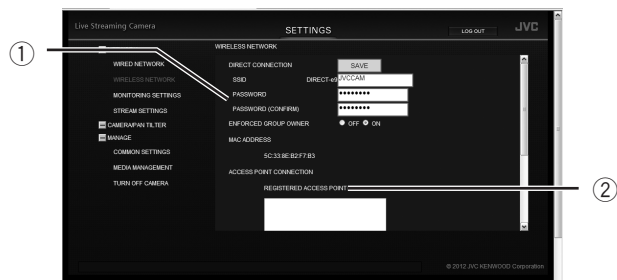 Live Streaming Camera SETTINGS LOG OUT JVC
① WIRELESS NETWORK
WIRED NETWORK DIRECT CONNECTION SAVE
WIRELESS NETWORK SSID DIRECT-e9 JVCCAM
MONITORING SETTINGS PASSWORD ••••••••
STREAM SETTINGS PASSWORD (CONFIRM) ••••••••
CAMERA/PAN TILTER ENFORCED GROUP OWNER OFF ON
MANAGE MAC ADDRESS
COMMON SETTINGS 5C:33:8E:B2:F7:B3
MEDIA MANAGEMENT ACCESS POINT CONNECTION
TURN OFF CAMERA REGISTERED ACCESS POINT ②
© 2012 JVC KENWOOD Corporation